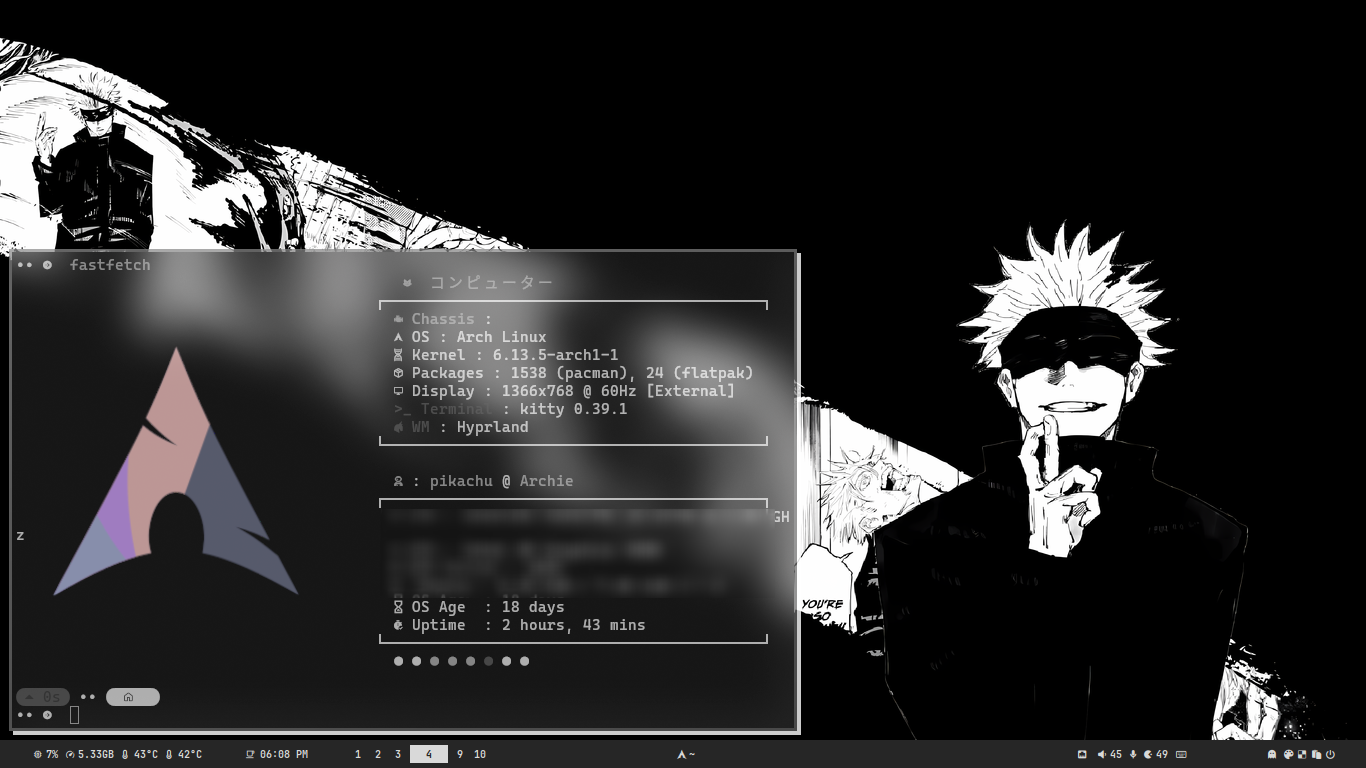 fastfetch
コンピューター
Chassis :
OS : Arch Linux
Kernel : 6.13.5-arch1-1
Packages : 1538 (pacman), 24 (flatpak)
Display : 1366x768 @ 60Hz [External]
>_ Terminal : kitty 0.39.1
WM : Hyprland
: pikachu @ Archie
GH
z
OS Age : 18 days
Uptime : 2 hours, 43 mins
YOU'RE
SO
0s
7% 5.33GB 43°C 42°C 06:08 PM 1 2 3 4 9 10 ~ 45 49